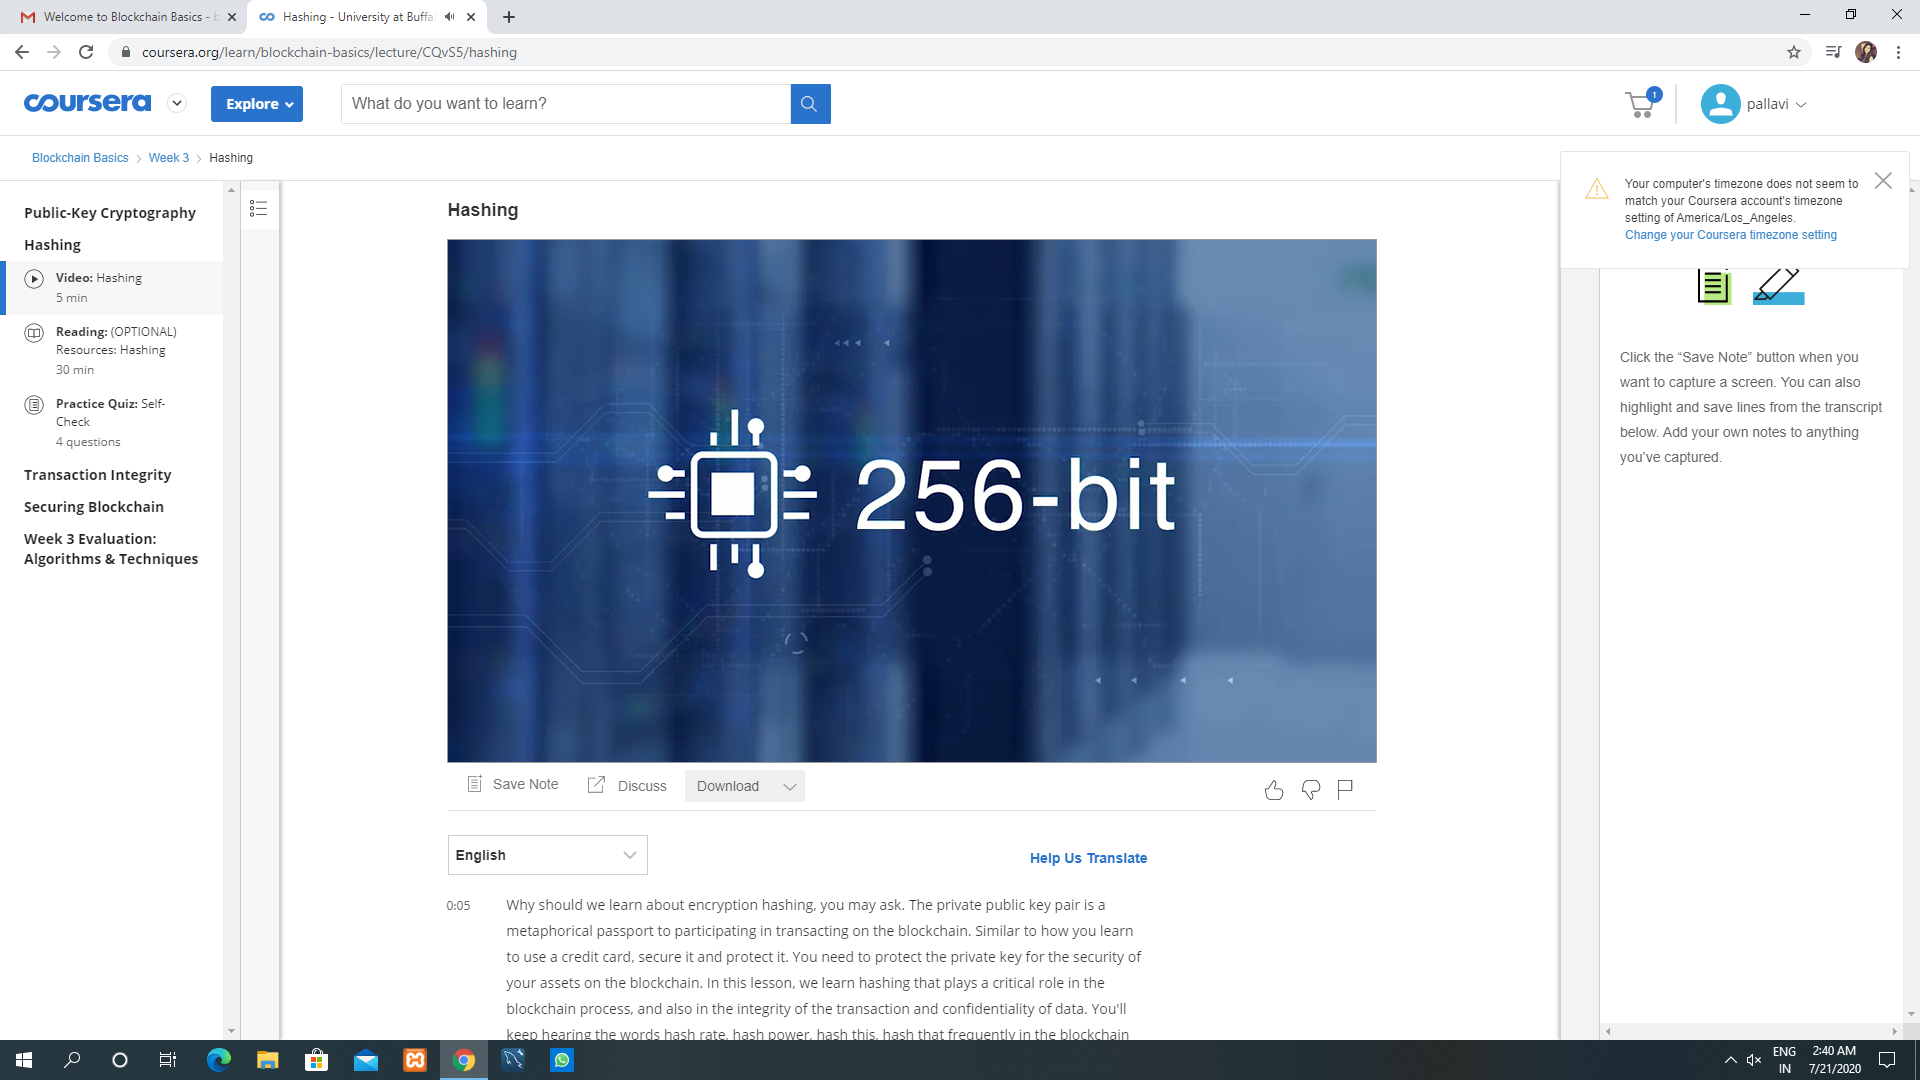 Welcome to Blockchain Basics -
Hashing - University at Buffa
coursera.org/learn/blockchain-basics/lecture/CQvS5/hashing
coursera
Explore
What do you want to learn?
1
pallavi
Blockchain Basics > Week 3 > Hashing
Your computer's timezone does not seem to
match your Coursera account's timezone
setting of America/Los_Angeles.
Change your Coursera timezone setting
Public-Key Cryptography
Hashing
Video: Hashing
5 min
Reading: (OPTIONAL)
Resources: Hashing
30 min
Practice Quiz: Self-
Check
4 questions
Transaction Integrity
Securing Blockchain
Week 3 Evaluation:
Algorithms & Techniques
Hashing
256-bit
Save Note
Discuss
Download
English
Help Us Translate
0:05
Why should we learn about encryption hashing, you may ask. The private public key pair is a
metaphorical passport to participating in transacting on the blockchain. Similar to how you learn
to use a credit card, secure it and protect it. You need to protect the private key for the security of
your assets on the blockchain. In this lesson, we learn hashing that plays a critical role in the
blockchain process, and also in the integrity of the transaction and confidentiality of data. You'll
keep hearing the words hash rate, hash power, hash this, hash that frequently in the blockchain
Click the “Save Note” button when you
want to capture a screen. You can also
highlight and save lines from the transcript
below. Add your own notes to anything
you’ve captured.
ENG
IN
2:40 AM
7/21/2020